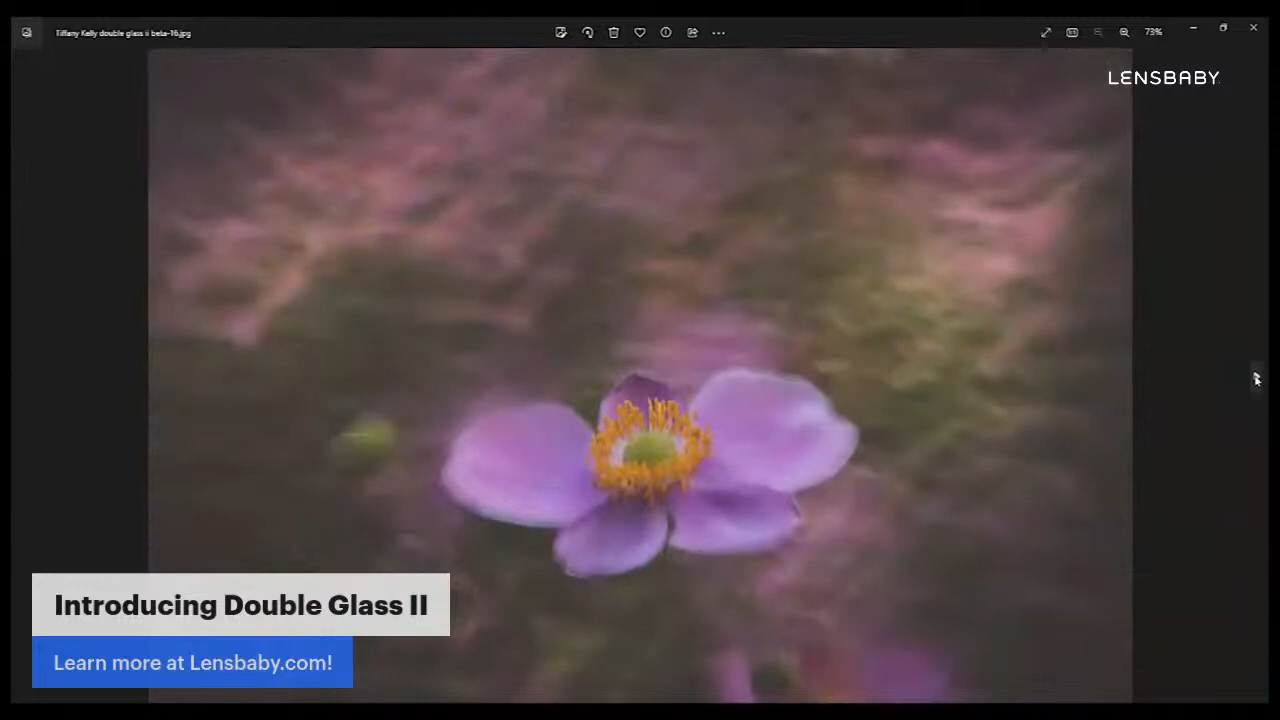 Tiffany Kelly double glass ii beta-16.jpg
73%
LENSBABY
Introducing Double Glass II
Learn more at Lensbaby.com!